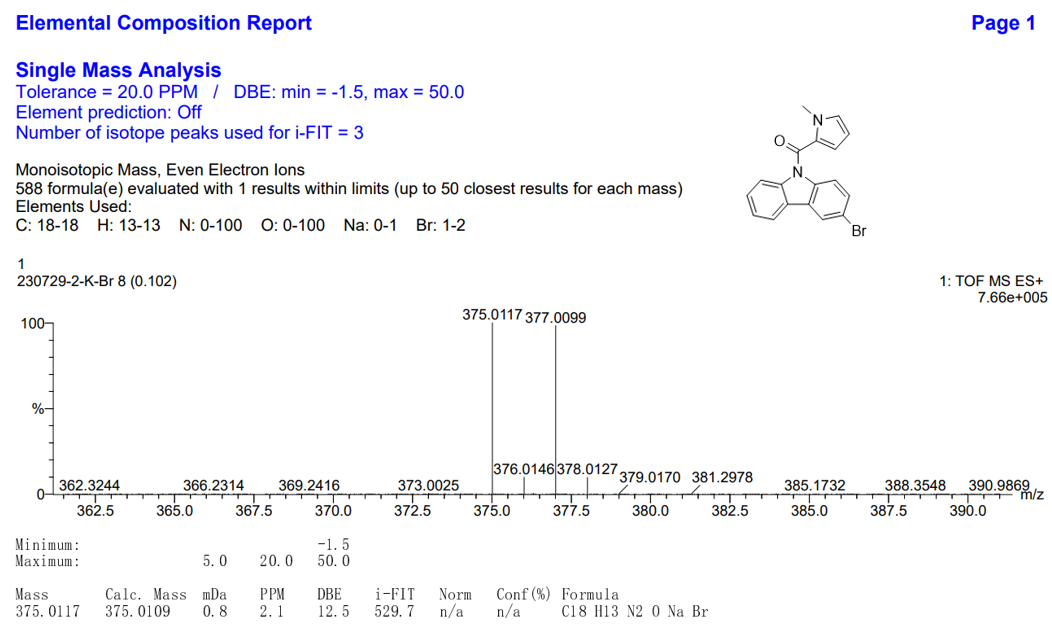 Elemental Composition Report Page 1
Single Mass Analysis
Tolerance = 20.0 PPM / DBE: min = -1.5, max = 50.0
Element prediction: Off
Number of isotope peaks used for i-FIT = 3
Monoisotopic Mass, Even Electron Ions
588 formula(e) evaluated with 1 results within limits (up to 50 closest results for each mass)
Elements Used:
C: 18-18 H: 13-13 N: 0-100 O: 0-100 Na: 0-1 Br: 1-2
N
O
N
Br
1
230729-2-K-Br 8 (0.102) 1: TOF MS ES+
7.66e+005
375.0117 377.0099
100
%
376.0146 378.0127
379.0170 381.2978
362.3244 366.2314 369.2416 373.0025 385.1732 388.3548 390.9869
0 m/z
362.5 365.0 367.5 370.0 372.5 375.0 377.5 380.0 382.5 385.0 387.5 390.0
Minimum: -1.5
Maximum: 5.0 20.0 50.0
Mass Calc. Mass mDa PPM DBE i-FIT Norm Conf(%) Formula
375.0117 375.0109 0.8 2.1 12.5 529.7 n/a n/a C18 H13 N2 O Na Br